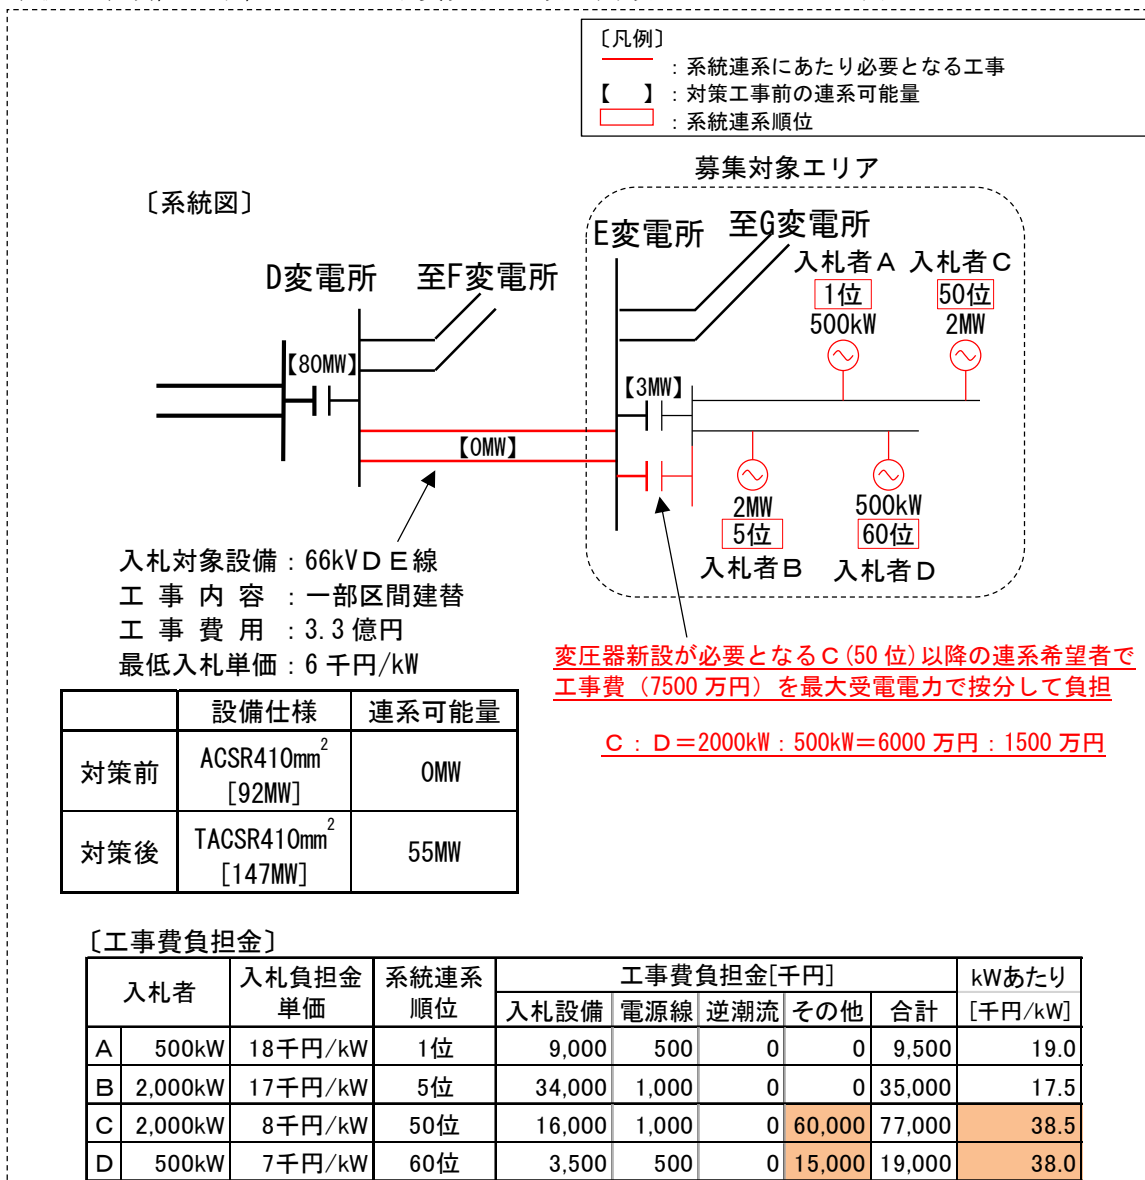 〔凡例〕
：系統連系にあたり必要となる工事
【　】：対策工事前の連系可能量
：系統連系順位
募集対象エリア
〔系統図〕
E変電所 至G変電所
D変電所 至F変電所
入札者A 入札者C
1位 50位
500kW 2MW
【80MW】
【3MW】
【0MW】
2MW 500kW
5位 60位
入札者B 入札者D
入札対象設備：66kVＤＥ線
工事内容：一部区間建替
工事費用：3.3億円
最低入札単価：6千円/kW
変圧器新設が必要となるＣ(50位)以降の連系希望者で
工事費（7500万円）を最大受電電力で按分して負担
Ｃ：Ｄ＝2000kW：500kW＝6000万円：1500万円
設備仕様 連系可能量
対策前 ACSR410mm² [92MW] 0MW
対策後 TACSR410mm² [147MW] 55MW
〔工事費負担金〕
入札者 入札負担金単価 系統連系順位 工事費負担金[千円] kWあたり[千円/kW]
入札設備 電源線 逆潮流 その他 合計
A 500kW 18千円/kW 1位 9,000 500 0 0 9,500 19.0
B 2,000kW 17千円/kW 5位 34,000 1,000 0 0 35,000 17.5
C 2,000kW 8千円/kW 50位 16,000 1,000 0 60,000 77,000 38.5
D 500kW 7千円/kW 60位 3,500 500 0 15,000 19,000 38.0